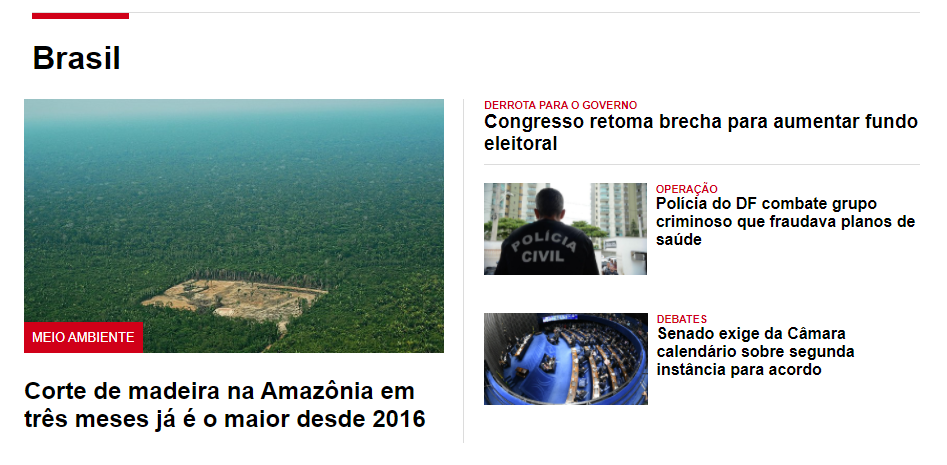 Brasil
MEIO AMBIENTE
Corte de madeira na Amazônia em
três meses já é o maior desde 2016
DERROTA PARA O GOVERNO
Congresso retoma brecha para aumentar fundo
eleitoral
POLÍCIA
CIVIL
OPERAÇÃO
Polícia do DF combate grupo
criminoso que fraudava planos de
saúde
DEBATES
Senado exige da Câmara
calendário sobre segunda
instância para acordo